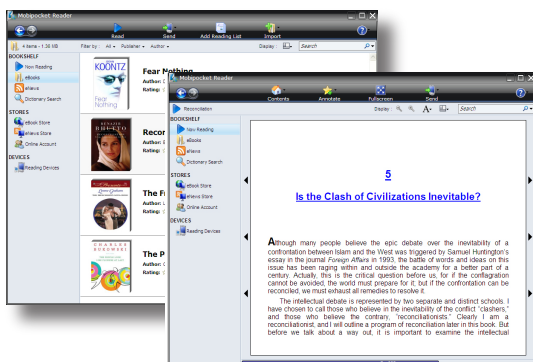 Mobipocket Reader
Read
Send
Add Reading List
Import
4 items - 1.38 MB
Filter by : All Publisher Author
Display :
Search
BOOKSHELF
Now Reading
eBooks
eNews
Dictionary Search
STORES
eBook Store
eNews Store
Online Account
DEVICES
Reading Devices
KOONTZ
Fear
Nothing
Fear Nothing
Author:
Rating:
BHUTTO
Recon
Author: B
Rating:
The F
Author: L
Rating:
CHARLES
BUKOWSKI
The P
Author:
Rating:
Mobipocket Reader
Contents
Annotate
Fullscreen
Send
Reconciliation
Display :
Search
BOOKSHELF
Now Reading
eBooks
eNews
Dictionary Search
STORES
eBook Store
eNews Store
Online Account
DEVICES
Reading Devices
5
Is the Clash of Civilizations Inevitable?
Although many people believe the epic debate over the inevitability of a
confrontation between Islam and the West was triggered by Samuel Huntington's
essay in the journal Foreign Affairs in 1993, the battle of words and ideas on this
issue has been raging within and outside the academy for a better part of a
century. Actually, this is the critical question before us, for if the conflagration
cannot be avoided, the world must prepare for it; but if the confrontation can be
reconciled, we must exhaust all remedies to resolve it.
The intellectual debate is represented by two separate and distinct schools. I
have chosen to call those who believe in the inevitability of the conflict "clashers,"
and those who believe the contrary, "reconciliationists." Clearly I am a
reconciliationist, and I will outline a program of reconciliation later in this book. But
before we talk about a way out, it is important to examine the intellectual